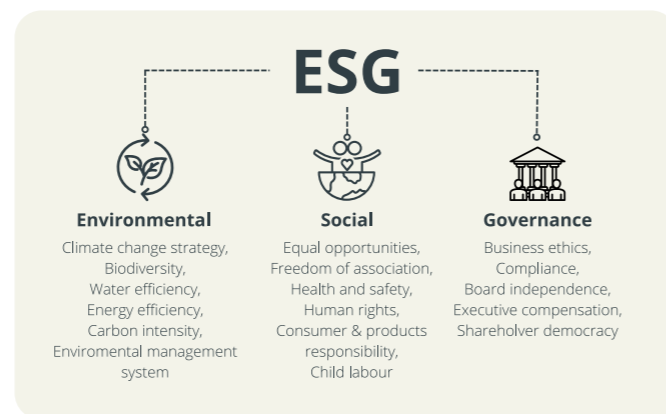 ESG
Environmental
Climate change strategy,
Biodiversity,
Water efficiency,
Energy efficiency,
Carbon intensity,
Enviromental management
system
Social
Equal opportunities,
Freedom of association,
Health and safety,
Human rights,
Consumer & products
responsibility,
Child labour
Governance
Business ethics,
Compliance,
Board independence,
Executive compensation,
Shareholver democracy